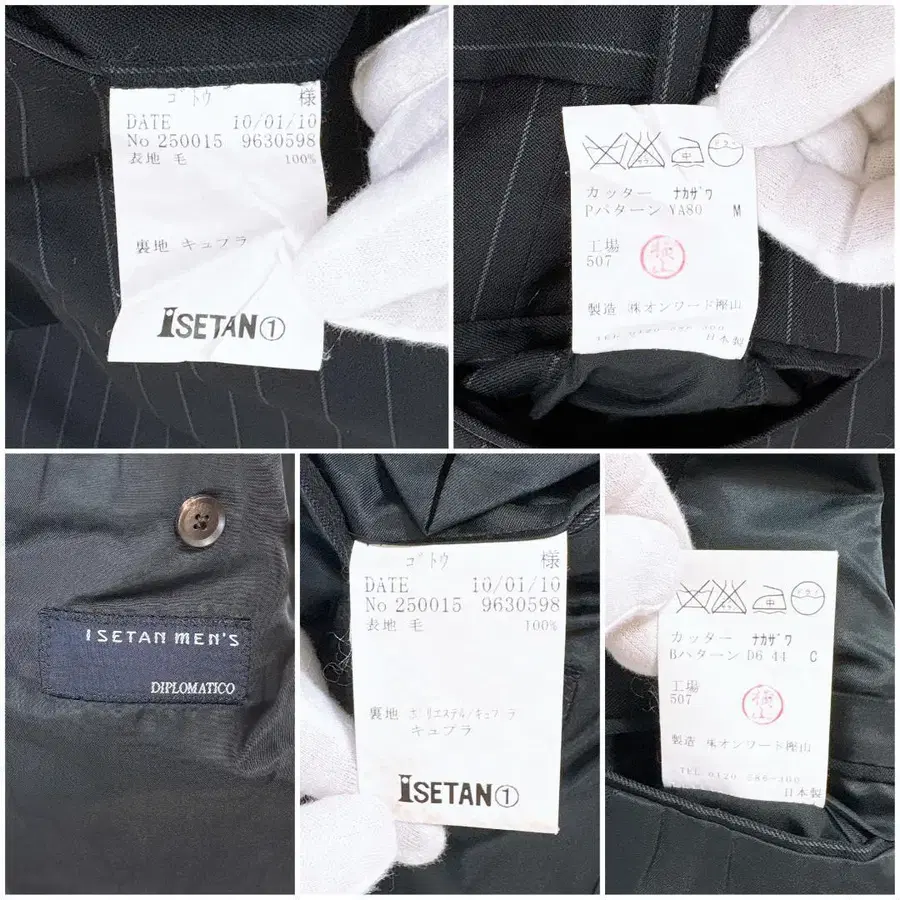 ゴトウ 様
DATE 10/01/10
No 250015 9630598
表地 毛 100%
裏地 キュプラ
ISETAN①
中
カッター ナカザワ
Pパターン YA80 M
工場
507
製造 ㈱オンワード樫山
日本製
ISETAN MEN'S
DIPLOMATICO
ゴトウ 様
DATE 10/01/10
No 250015 9630598
表地 毛 100%
裏地 ポリエステル/キュプラ
キュプラ
ISETAN①
中
カッター ナカザワ
Bパターン D6 44 C
工場
507
製造 ㈱オンワード樫山
TEL 0120 586-300
日本製